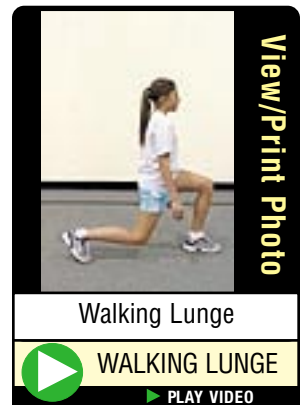 View/Print Photo
Walking Lunge
WALKING LUNGE
PLAY VIDEO